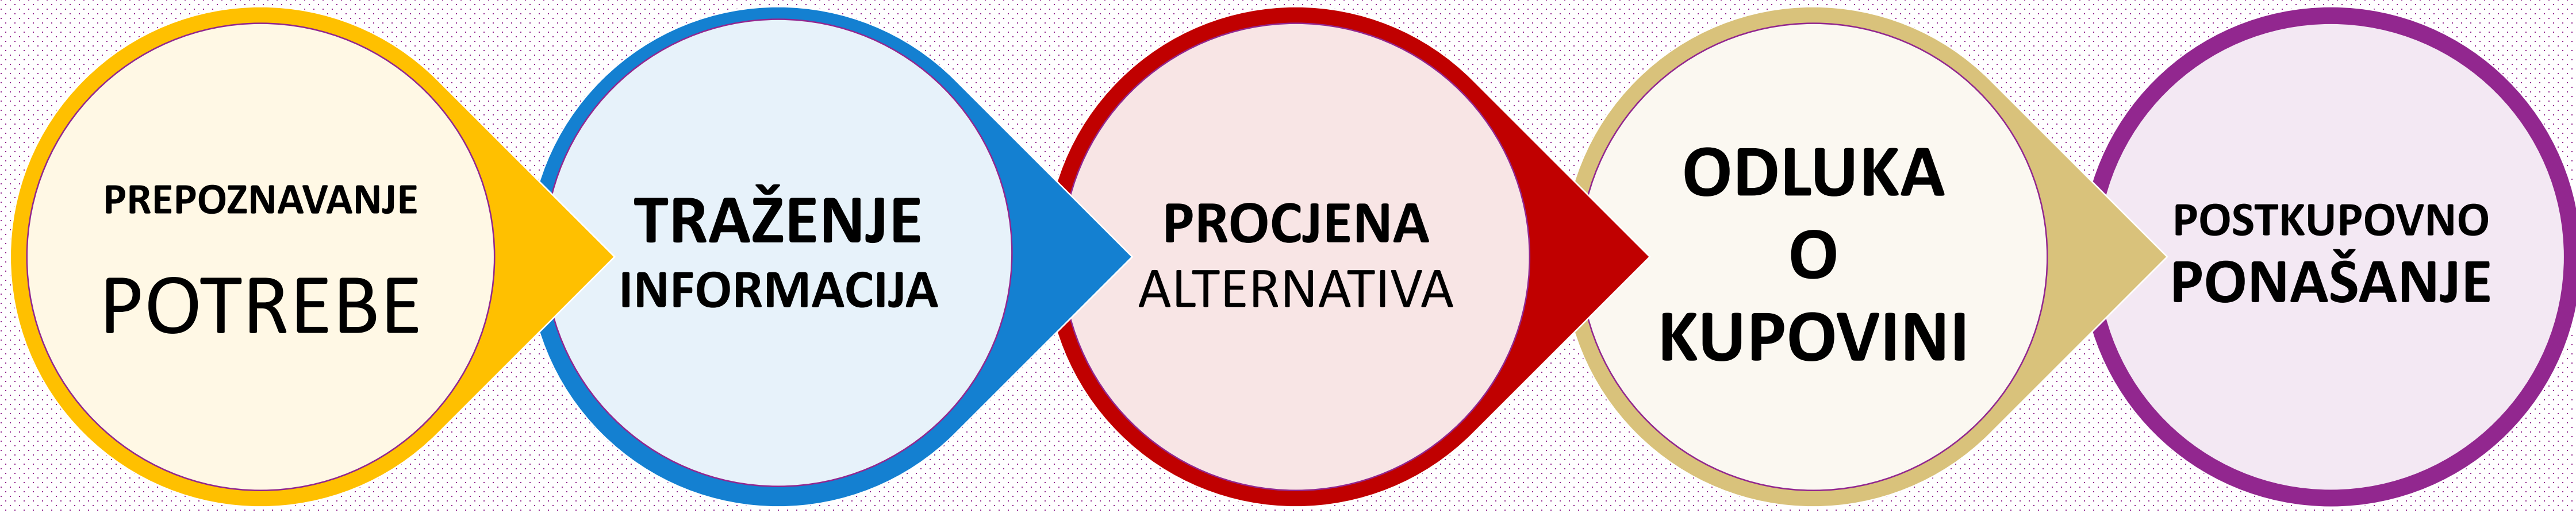 PREPOZNAVANJE
POTREBE
TRAŽENJE
INFORMACIJA
PROCJENA
ALTERNATIVA
ODLUKA
O
KUPOVINI
POSTKUPOVNO
PONAŠANJE